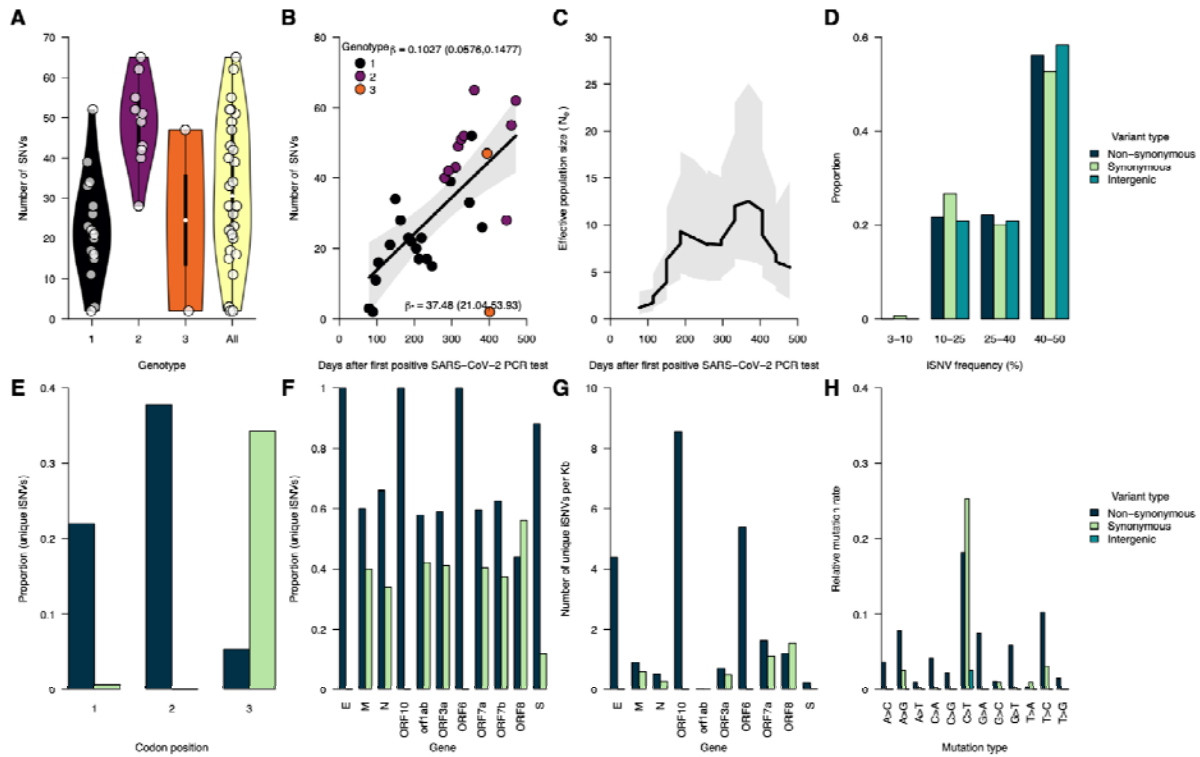 A
Number of SNVs
70
60
50
40
30
20
10
0
1
2
3
All
Genotype
B
Number of SNVs
80
60
40
20
0
Genotype
1
2
3
β = 0.1027 (0.0576,0.1477)
β- = 37.48 (21.04,53.93)
0
100
200
300
400
500
Days after first positive SARS-CoV-2 PCR test
C
Effective population size (Ne)
30
25
20
15
10
5
0
0
100
200
300
400
500
Days after first positive SARS-CoV-2 PCR test
D
Proportion
0.6
0.4
0.2
0
3-10
10-25
25-40
40-50
iSNV frequency (%)
Variant type
Non-synonymous
Synonymous
Intergenic
E
Proportion (unique iSNVs)
0.4
0.3
0.2
0.1
0
1
2
3
Codon position
F
Proportion (unique iSNVs)
1
0.8
0.6
0.4
0.2
0
E
M
N
ORF10
orf1ab
ORF3a
ORF6
ORF7a
ORF7b
ORF8
S
Gene
G
Number of unique iSNVs per Kb
10
8
6
4
2
0
E
M
N
ORF10
orf1ab
ORF3a
ORF6
ORF7a
ORF8
S
Gene
H
Relative mutation rate
0.4
0.3
0.2
0.1
0
A>C
A>G
A>T
C>A
C>G
C>T
G>A
G>C
G>T
T>A
T>C
T>G
Mutation type
Variant type
Non-synonymous
Synonymous
Intergenic